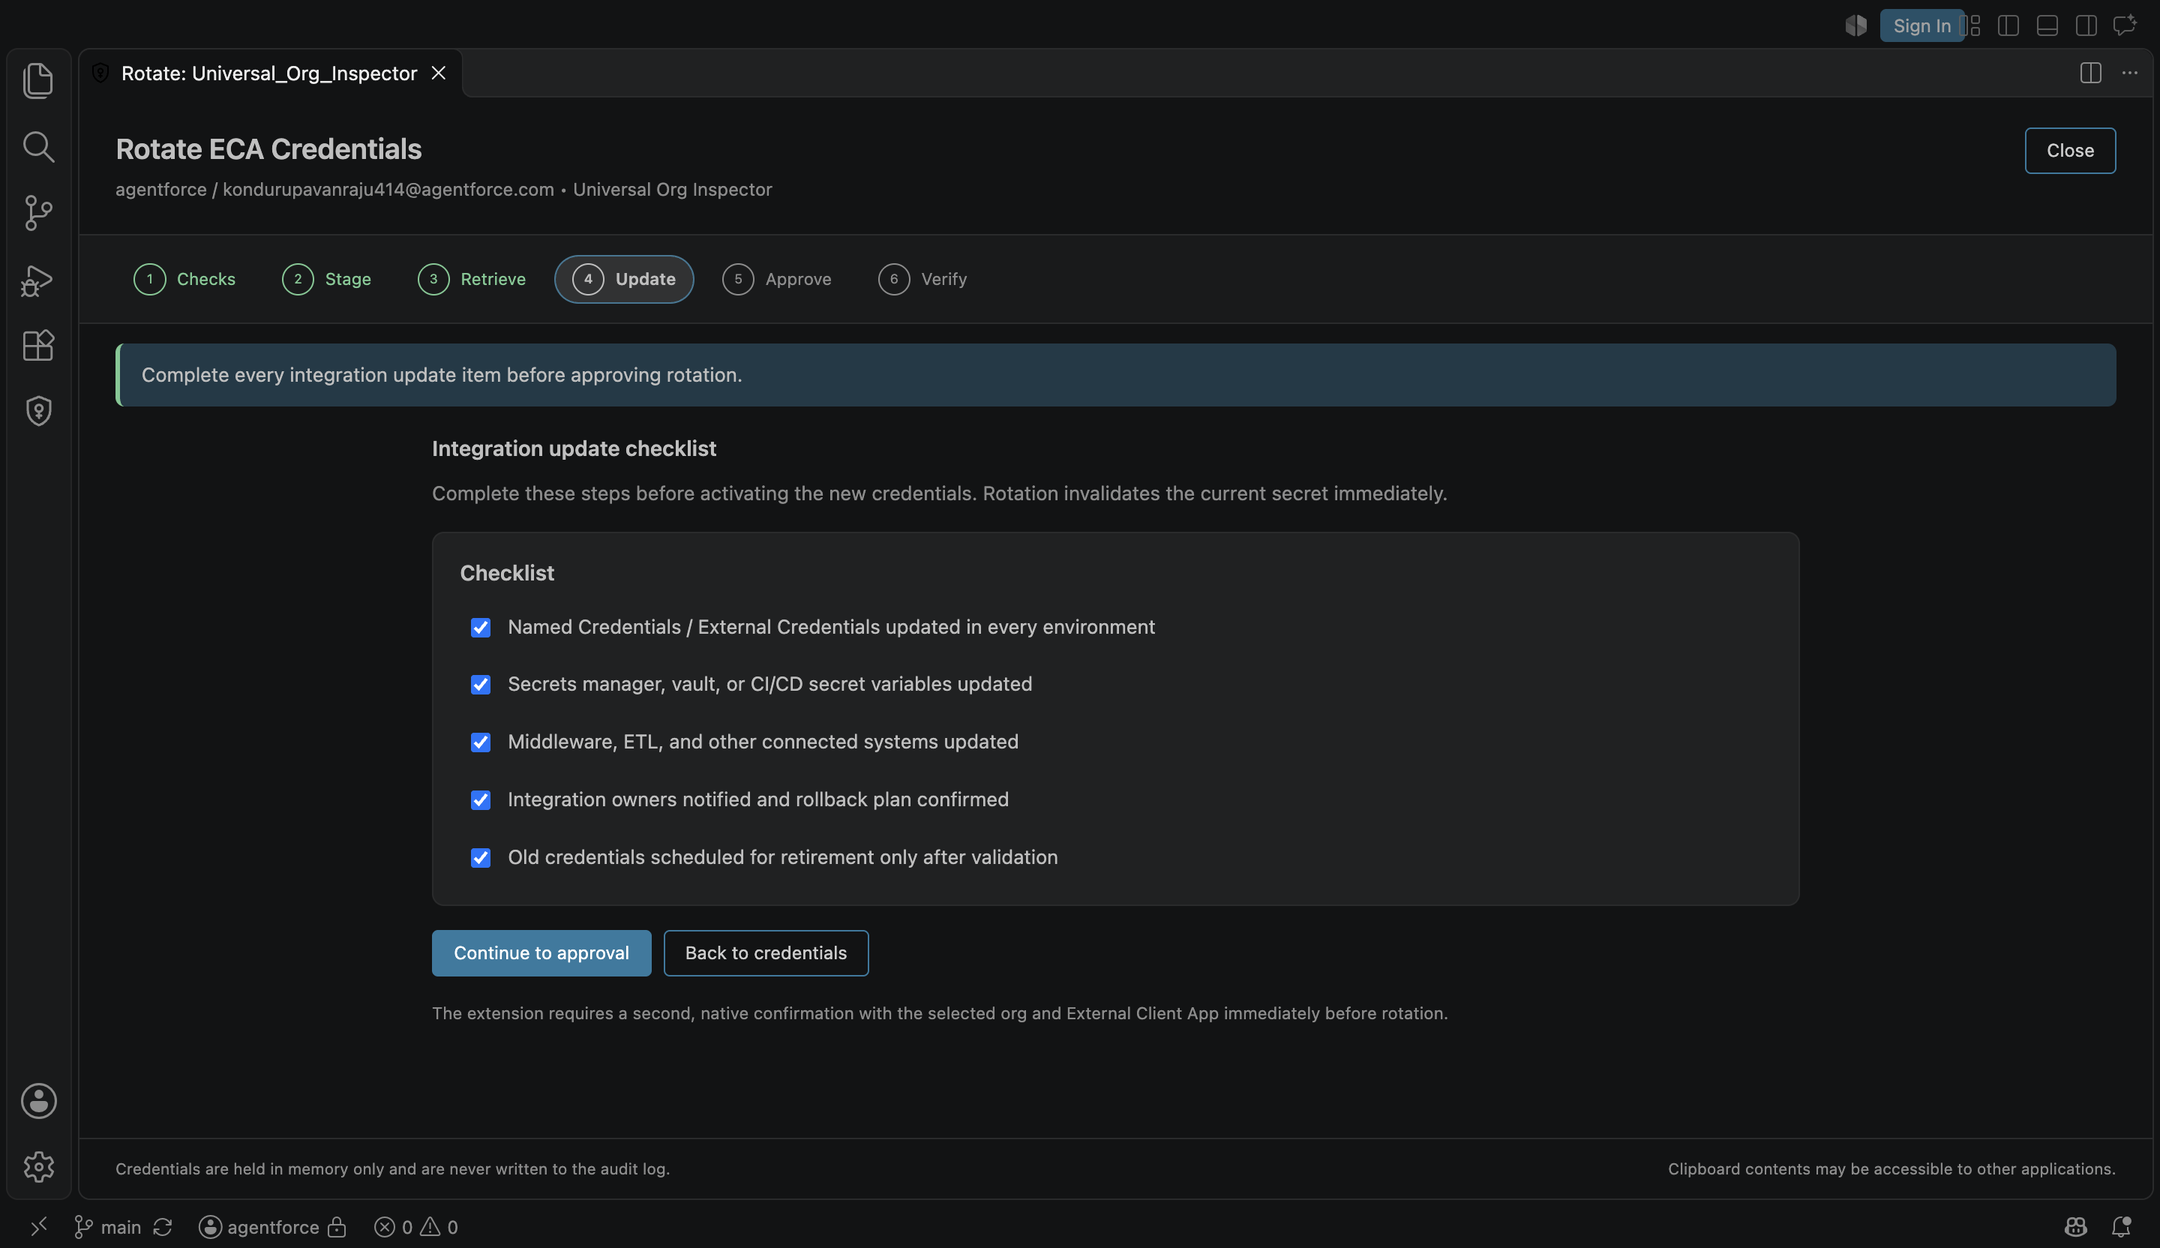 Sign In
Rotate: Universal_Org_Inspector
Rotate ECA Credentials
Close
agentforce / kondurupavanraju414@agentforce.com • Universal Org Inspector
1 Checks
2 Stage
3 Retrieve
4 Update
5 Approve
6 Verify
Complete every integration update item before approving rotation.
Integration update checklist
Complete these steps before activating the new credentials. Rotation invalidates the current secret immediately.
Checklist
Named Credentials / External Credentials updated in every environment
Secrets manager, vault, or CI/CD secret variables updated
Middleware, ETL, and other connected systems updated
Integration owners notified and rollback plan confirmed
Old credentials scheduled for retirement only after validation
Continue to approval
Back to credentials
The extension requires a second, native confirmation with the selected org and External Client App immediately before rotation.
Credentials are held in memory only and are never written to the audit log.
Clipboard contents may be accessible to other applications.
main
agentforce
0
0